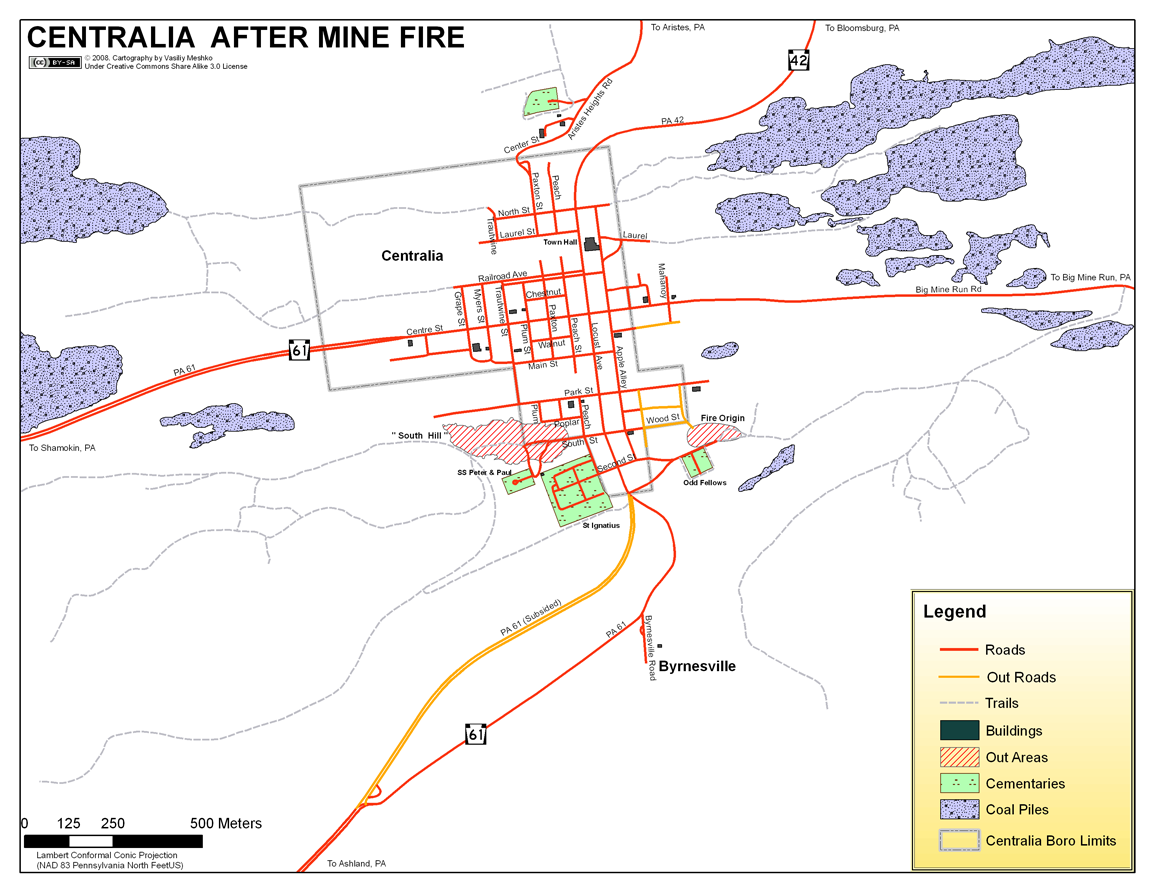 CENTRALIA AFTER MINE FIRE
cc BY-SA
© 2008. Cartography by Vasiliy Meshko
Under Creative Commons Share Alike 3.0 License
To Aristes, PA
To Bloomsburg, PA
42
Aristes Heights Rd
PA 42
Center St
Paxton St
Peach
North St
Trautwine
Laurel St
Town Hall
Laurel
Centralia
Railroad Ave
Mahanoy
To Big Mine Run, PA
Big Mine Run Rd
Grape St
Myers St
Trautwine St
Chestnut
Paxton
Centre St
Plum St
Peach St
Locust Ave
Walnut
61
PA 61
Main St
Apple Alley
Park St
Plum
Peach
Poplar
Wood St
Fire Origin
" South Hill "
South St
To Shamokin, PA
Second St
SS Peter & Paul
Odd Fellows
St Ignatius
PA 61 (Subsided)
PA 61
Byrnesville Road
Byrnesville
61
To Ashland, PA
Legend
Roads
Out Roads
Trails
Buildings
Out Areas
Cementaries
Coal Piles
Centralia Boro Limits
0 125 250 500 Meters
Lambert Conformal Conic Projection
(NAD 83 Pennsylvania North FeetUS)